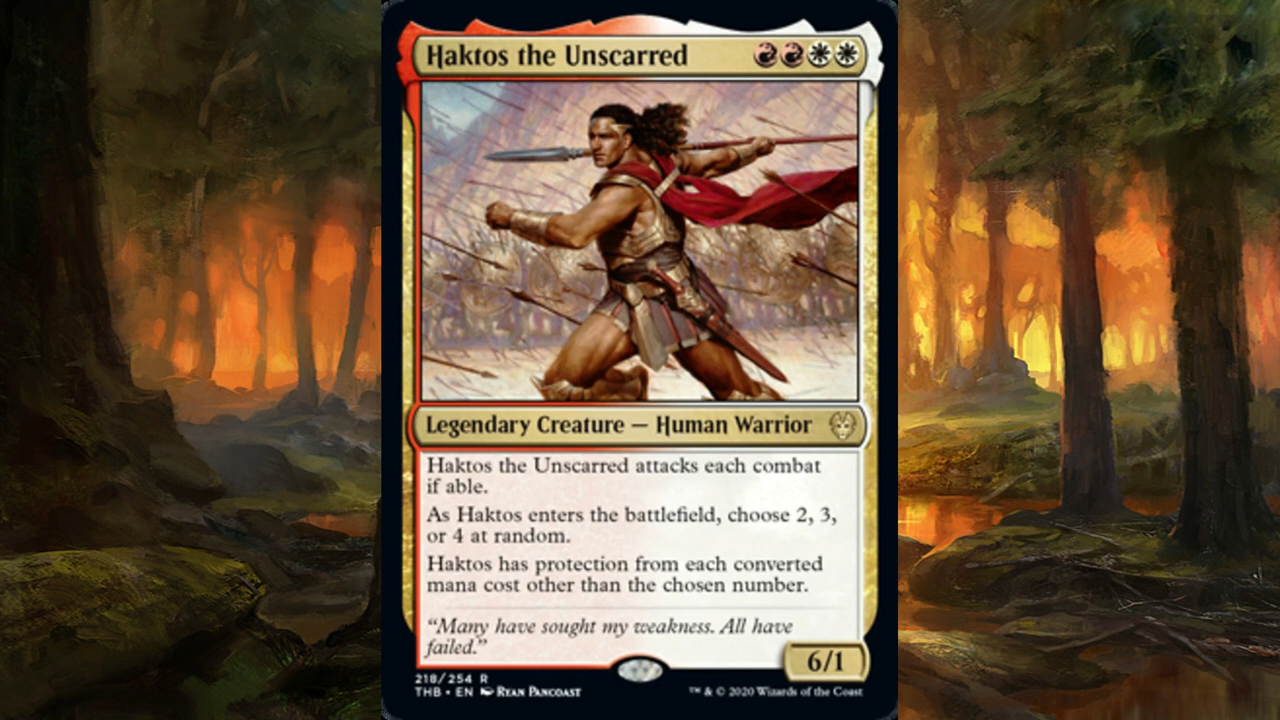 Haktos the Unscarred
Legendary Creature — Human Warrior
Haktos the Unscarred attacks each combat
if able.
As Haktos enters the battlefield, choose 2, 3,
or 4 at random.
Haktos has protection from each converted
mana cost other than the chosen number.
“Many have sought my weakness. All have
failed.”
6/1
218/254 R
THB • EN Ryan Pancoast
™ & © 2020 Wizards of the Coast